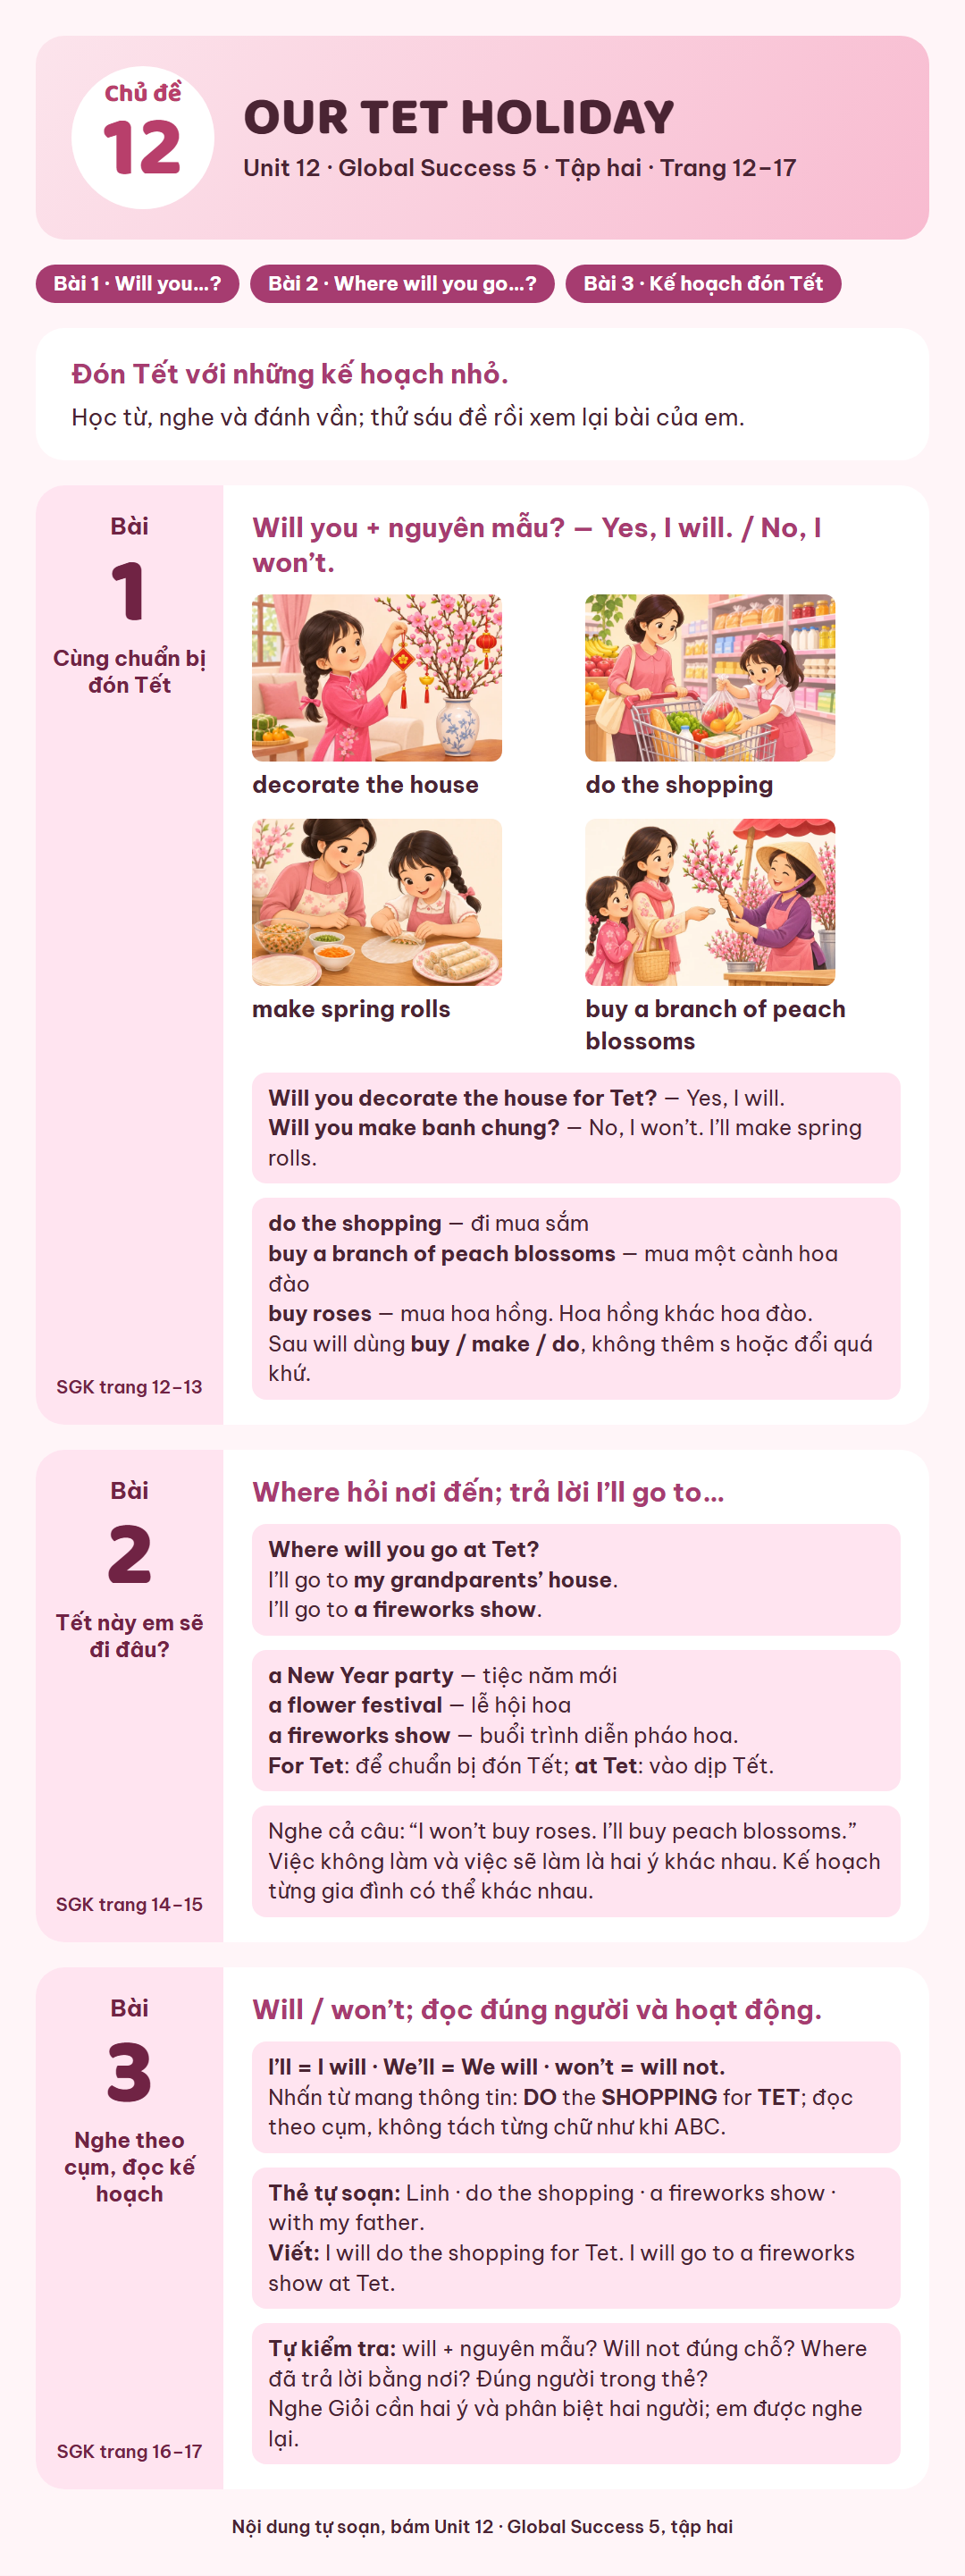 Chủ đề
12
OUR TET HOLIDAY
Unit 12 · Global Success 5 · Tập hai · Trang 12–17
Bài 1 · Will you...?
Bài 2 · Where will you go...?
Bài 3 · Kế hoạch đón Tết
Đón Tết với những kế hoạch nhỏ.
Học từ, nghe và đánh vần; thử sáu đề rồi xem lại bài của em.
Bài
1
Cùng chuẩn bị
đón Tết
SGK trang 12–13
Will you + nguyên mẫu? — Yes, I will. / No, I
won’t.
decorate the house
do the shopping
make spring rolls
buy a branch of peach
blossoms
Will you decorate the house for Tet? — Yes, I will.
Will you make banh chung? — No, I won’t. I’ll make spring
rolls.
do the shopping — đi mua sắm
buy a branch of peach blossoms — mua một cành hoa
đào
buy roses — mua hoa hồng. Hoa hồng khác hoa đào.
Sau will dùng buy / make / do, không thêm s hoặc đổi quá
khứ.
Bài
2
Tết này em sẽ
đi đâu?
SGK trang 14–15
Where hỏi nơi đến; trả lời I’ll go to...
Where will you go at Tet?
I’ll go to my grandparents’ house.
I’ll go to a fireworks show.
a New Year party — tiệc năm mới
a flower festival — lễ hội hoa
a fireworks show — buổi trình diễn pháo hoa.
For Tet: để chuẩn bị đón Tết; at Tet: vào dịp Tết.
Nghe cả câu: “I won’t buy roses. I’ll buy peach blossoms.”
Việc không làm và việc sẽ làm là hai ý khác nhau. Kế hoạch
từng gia đình có thể khác nhau.
Bài
3
Nghe theo
cụm, đọc kế
hoạch
SGK trang 16–17
Will / won’t; đọc đúng người và hoạt động.
I’ll = I will · We’ll = We will · won’t = will not.
Nhấn từ mang thông tin: DO the SHOPPING for TET; đọc
theo cụm, không tách từng chữ như khi ABC.
Thẻ tự soạn: Linh · do the shopping · a fireworks show ·
with my father.
Viết: I will do the shopping for Tet. I will go to a fireworks
show at Tet.
Tự kiểm tra: will + nguyên mẫu? Will not đúng chỗ? Where
đã trả lời bằng nơi? Đúng người trong thẻ?
Nghe Giỏi cần hai ý và phân biệt hai người; em được nghe
lại.
Nội dung tự soạn, bám Unit 12 · Global Success 5, tập hai